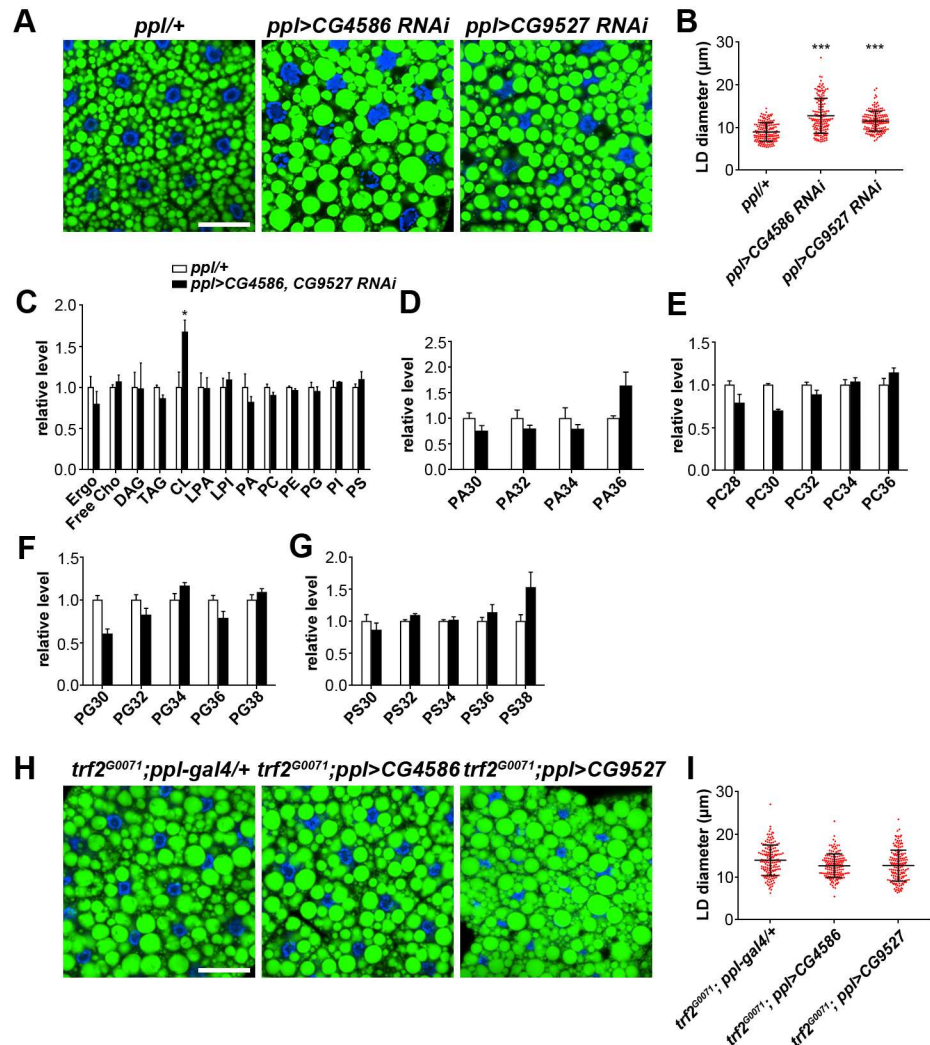 A
ppl/+ ppl>CG4586 RNAi ppl>CG9527 RNAi
B
LD diameter (µm)
30
20
10
0
***
***
ppl/+
ppl>CG4586 RNAi
ppl>CG9527 RNAi
ppl/+
ppl>CG4586, CG9527 RNAi
C
relative level
2.0
1.5
1.0
0.5
0.0
*
Ergo
Free Cho
DAG
TAG
CL
LPA
LPI
PA
PC
PE
PG
PI
PS
D
relative level
2.5
2.0
1.5
1.0
0.5
0.0
PA30
PA32
PA34
PA36
E
relative level
1.5
1.0
0.5
0.0
PC28
PC30
PC32
PC34
PC36
F
relative level
1.5
1.0
0.5
0.0
PG30
PG32
PG34
PG36
PG38
G
relative level
2.0
1.5
1.0
0.5
0.0
PS30
PS32
PS34
PS36
PS38
H
trf2G0071;ppl-gal4/+ trf2G0071;ppl>CG4586 trf2G0071;ppl>CG9527
I
LD diameter (µm)
30
20
10
0
trf2G0071; ppl-gal4/+
trf2G0071; ppl>CG4586
trf2G0071; ppl>CG9527